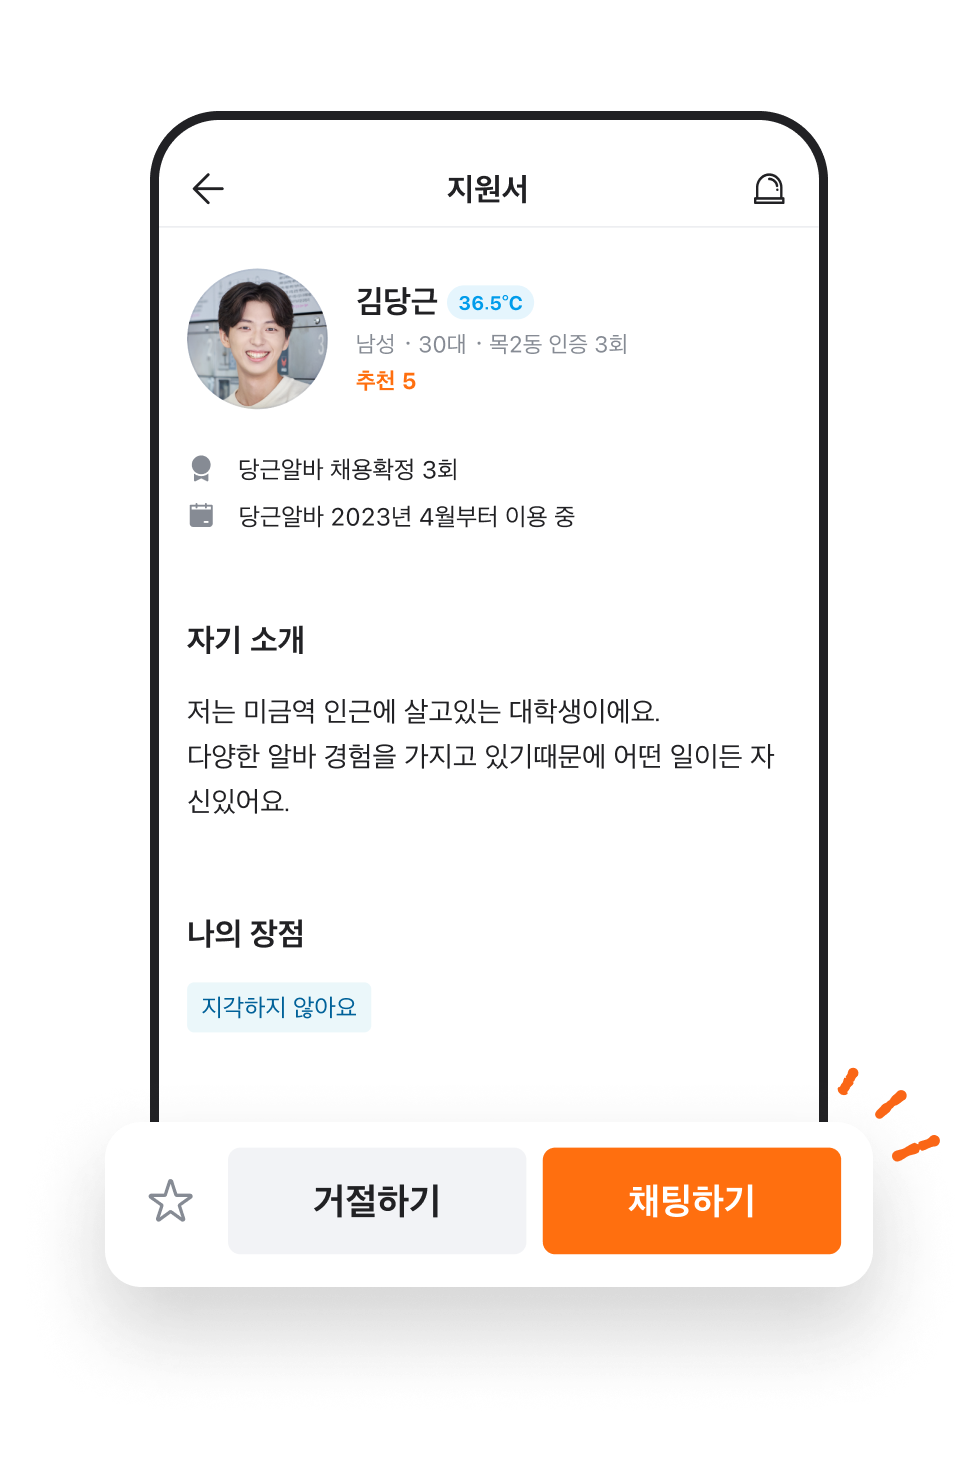 지원서
김당근 36.5℃
남성 · 30대 · 목2동 인증 3회
추천 5
당근알바 채용확정 3회
당근알바 2023년 4월부터 이용 중
자기 소개
저는 미금역 인근에 살고있는 대학생이에요.
다양한 알바 경험을 가지고 있기때문에 어떤 일이든 자
신있어요.
나의 장점
지각하지 않아요
거절하기 채팅하기